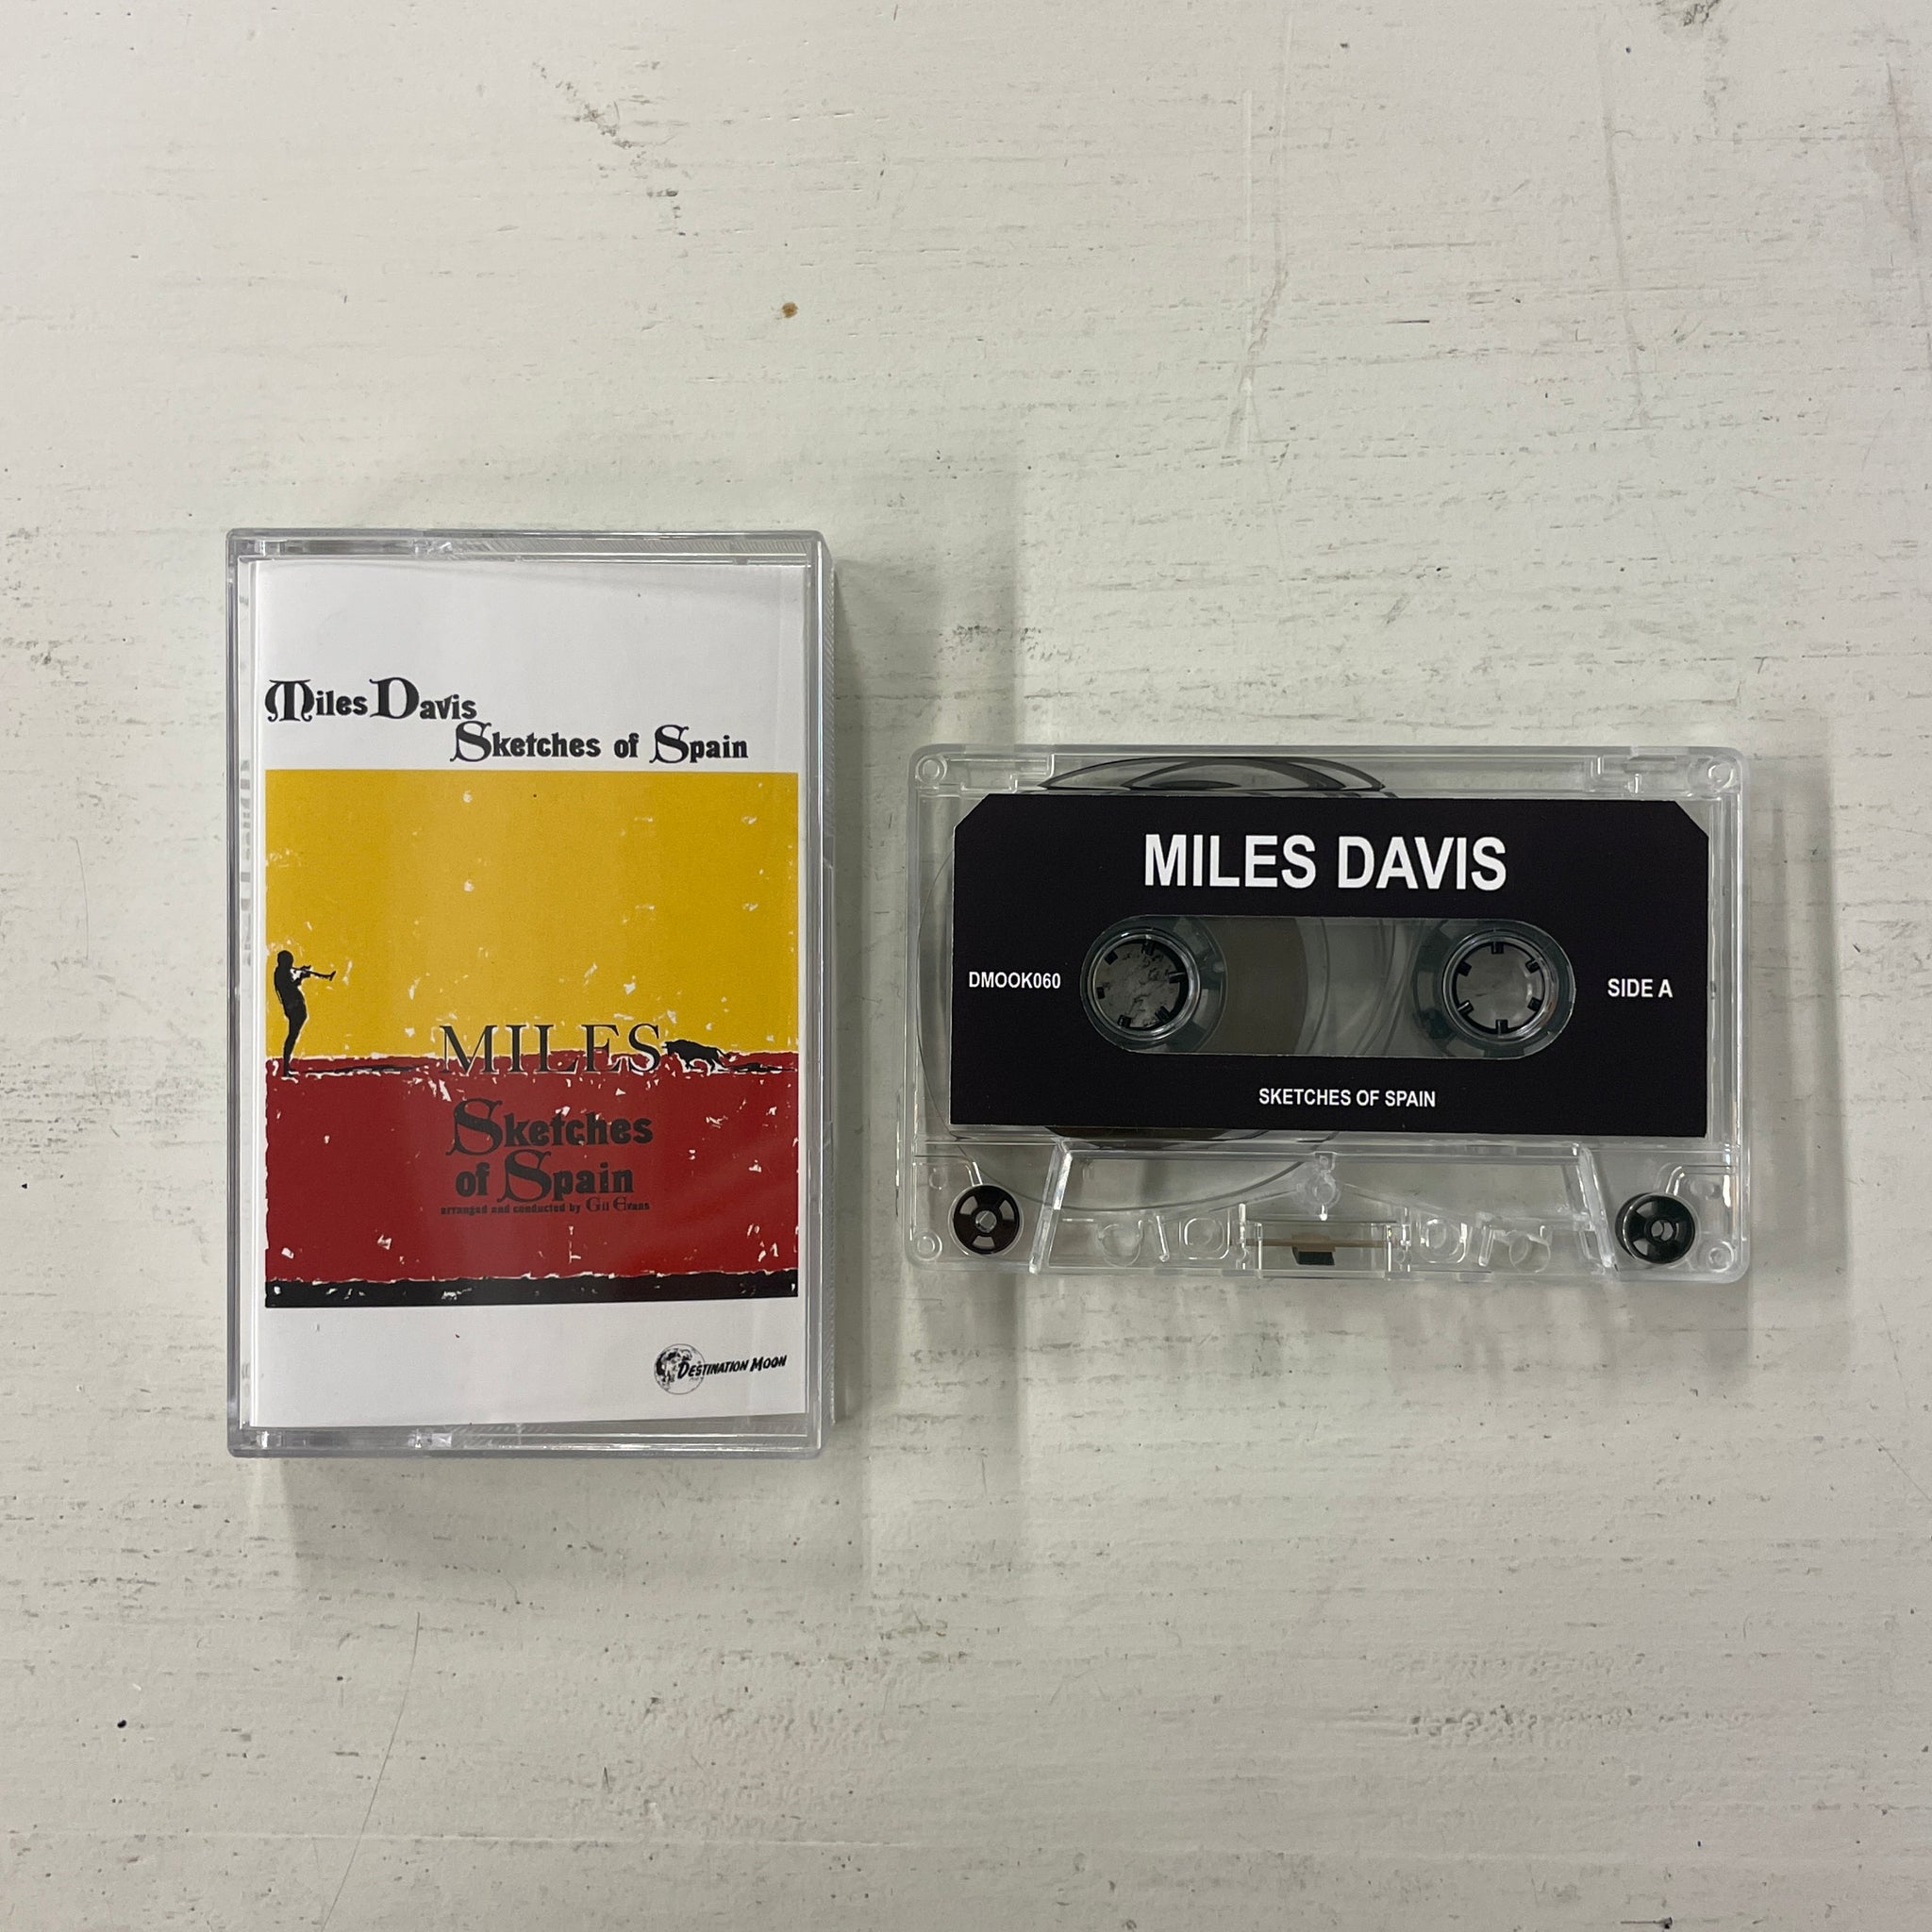 Miles Davis
Sketches of Spain
MILES
Sketches
of Spain
arranged and conducted by Gil Evans
DESTINATION MOON
MILES DAVIS
DMOOK060
SIDE A
SKETCHES OF SPAIN